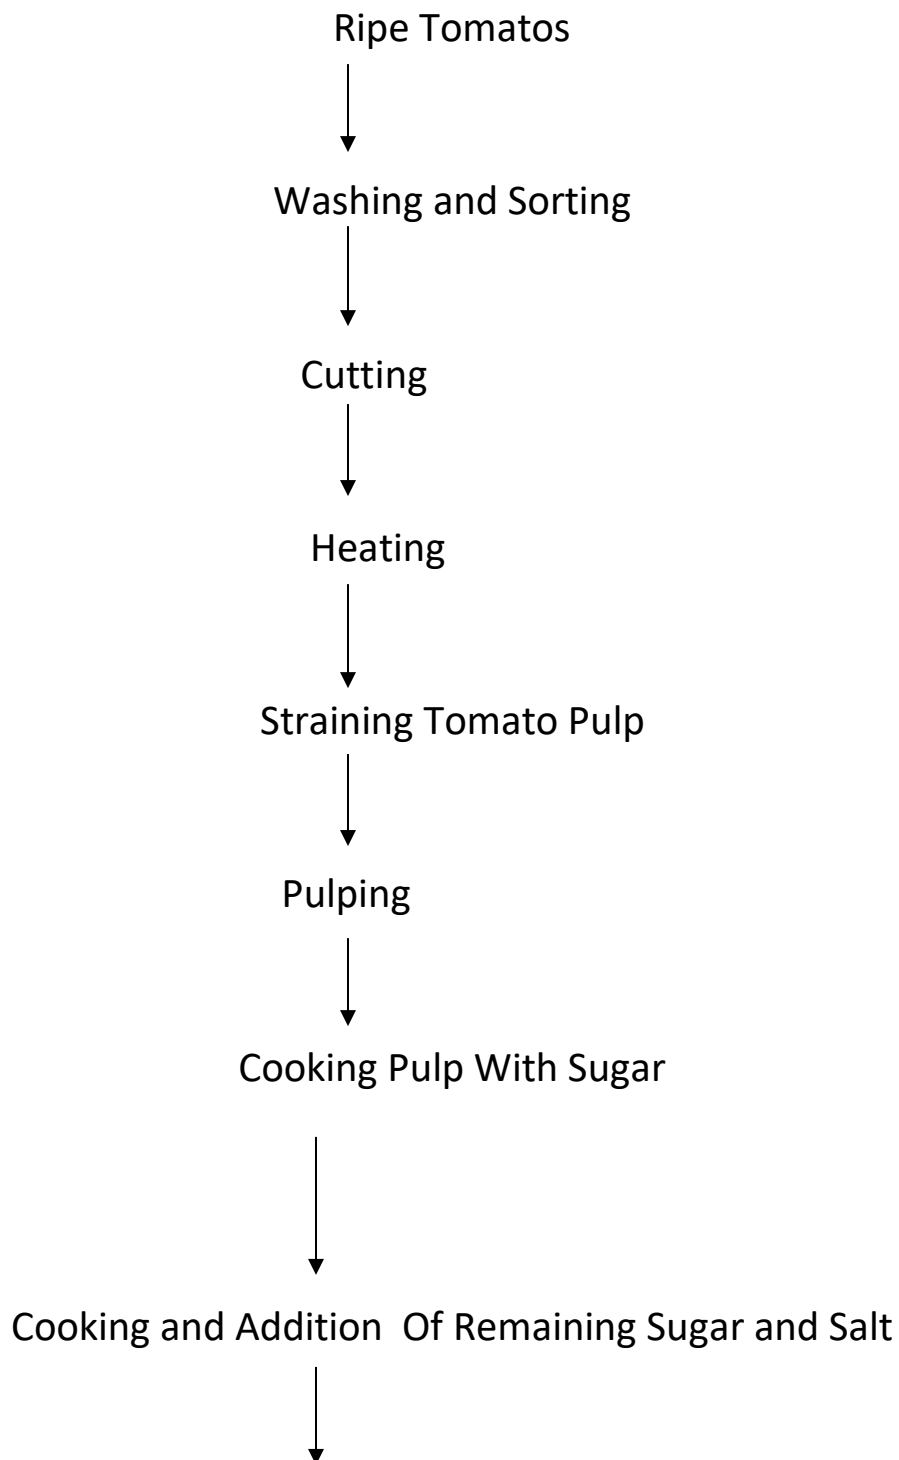 Ripe Tomatos
Washing and Sorting
Cutting
Heating
Straining Tomato Pulp
Pulping
Cooking Pulp With Sugar
Cooking and Addition  Of Remaining Sugar and Salt